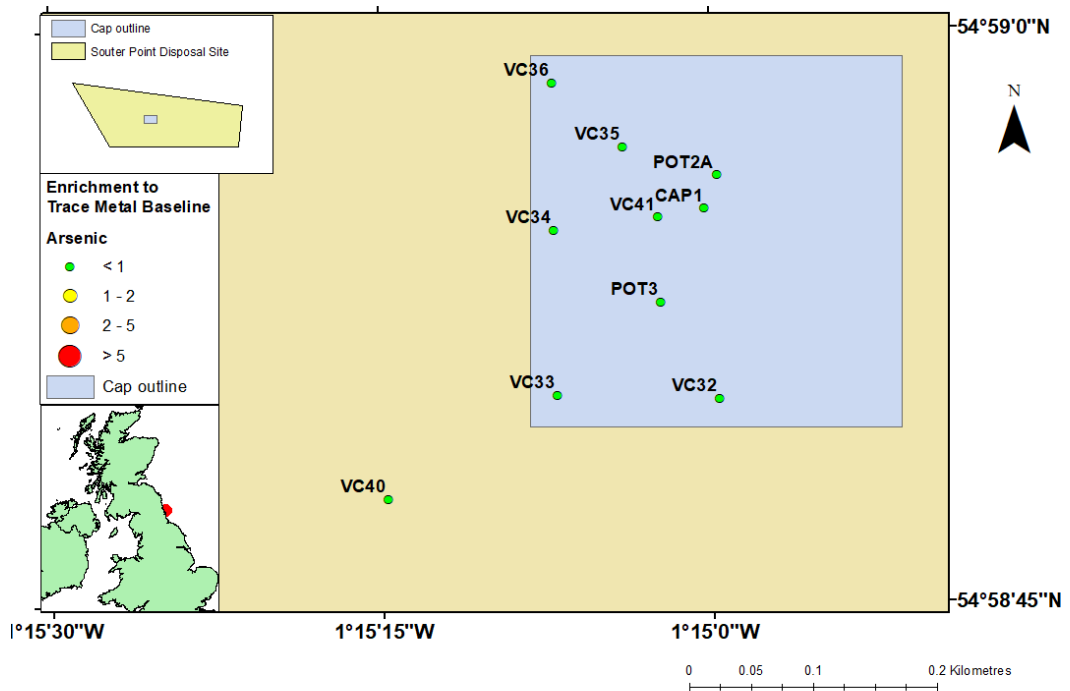 Cap outline
Souter Point Disposal Site
54°59'0"N
N
VC36
VC35
POT2A
CAP1
VC41
VC34
POT3
VC33
VC32
VC40
Enrichment to
Trace Metal Baseline
Arsenic
< 1
1 - 2
2 - 5
> 5
Cap outline
54°58'45"N
1°15'30"W
1°15'15"W
1°15'0"W
0 0.05 0.1 0.2 Kilometres